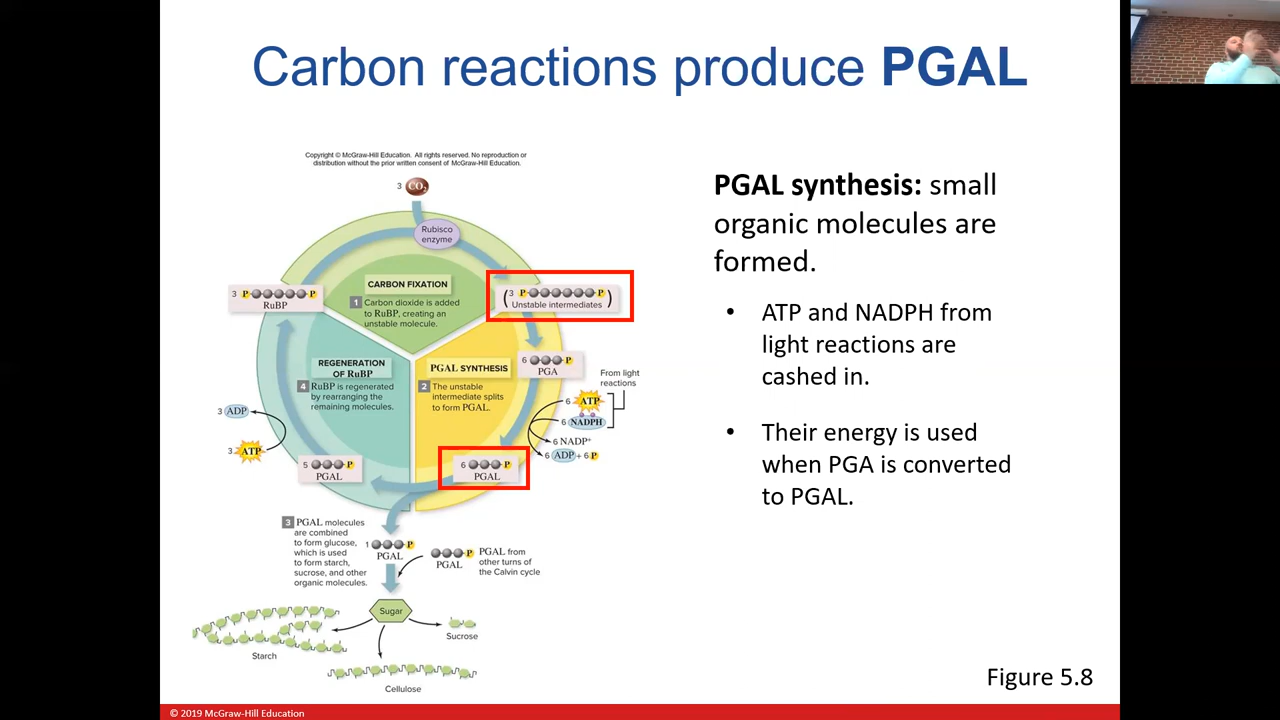 Carbon reactions produce PGAL
Copyright © McGraw-Hill Education. All rights reserved. No reproduction or
distribution without the prior written consent of McGraw-Hill Education.
3 CO2
Rubisco
enzyme
3 P P
RuBP
CARBON FIXATION
1 Carbon dioxide is added
to RuBP, creating an
unstable molecule.
(3 P P)
Unstable intermediates
REGENERATION
OF RuBP
4 RuBP is regenerated
by rearranging the
remaining molecules.
PGAL SYNTHESIS
2 The unstable
intermediate splits
to form PGAL.
6 P
PGA
From light
reactions
6 ATP
6 NADPH
6 NADP+
6 ADP + 6 P
3 ADP
3 ATP
5 P
PGAL
6 P
PGAL
3 PGAL molecules
are combined
to form glucose,
which is used
to form starch,
sucrose, and other
organic molecules.
1 P
PGAL
P
PGAL
PGAL from
other turns of
the Calvin cycle
Sugar
Starch
Sucrose
Cellulose
PGAL synthesis: small
organic molecules are
formed.
• ATP and NADPH from
light reactions are
cashed in.
• Their energy is used
when PGA is converted
to PGAL.
Figure 5.8
© 2019 McGraw-Hill Education